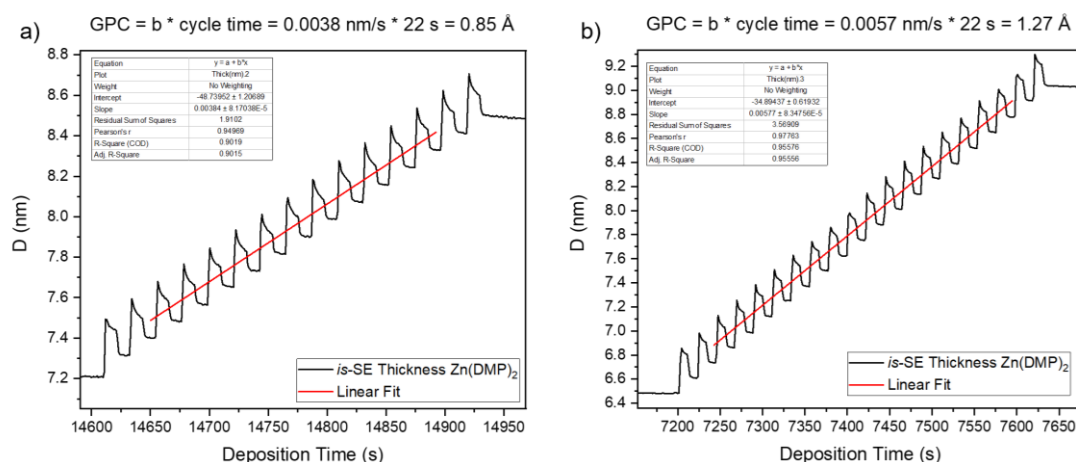 GPC = b * cycle time = 0.0038 nm/s * 22 s = 0.85 Å
a)
Equation y = a + b*x
Plot Thick(nm).2
Weight No Weighting
Intercept -48.73952 ± 1.20689
Slope 0.00384 ± 8.17038E-5
Residual Sum of Squares 1.9102
Pearson's r 0.94969
R-Square (COD) 0.9019
Adj. R-Square 0.9015
D (nm)
8.8
8.6
8.4
8.2
8.0
7.8
7.6
7.4
7.2
is-SE Thickness Zn(DMP)₂
Linear Fit
14600 14650 14700 14750 14800 14850 14900 14950
Deposition Time (s)
GPC = b * cycle time = 0.0057 nm/s * 22 s = 1.27 Å
b)
Equation y = a + b*x
Plot Thick(nm).3
Weight No Weighting
Intercept -34.89437 ± 0.61932
Slope 0.00577 ± 8.34756E-5
Residual Sum of Squares 3.56909
Pearson's r 0.97763
R-Square (COD) 0.95576
Adj. R-Square 0.95556
D (nm)
9.2
9.0
8.8
8.6
8.4
8.2
8.0
7.8
7.6
7.4
7.2
7.0
6.8
6.6
6.4
is-SE Thickness Zn(DMP)₂
Linear Fit
7200 7250 7300 7350 7400 7450 7500 7550 7600 7650
Deposition Time (s)